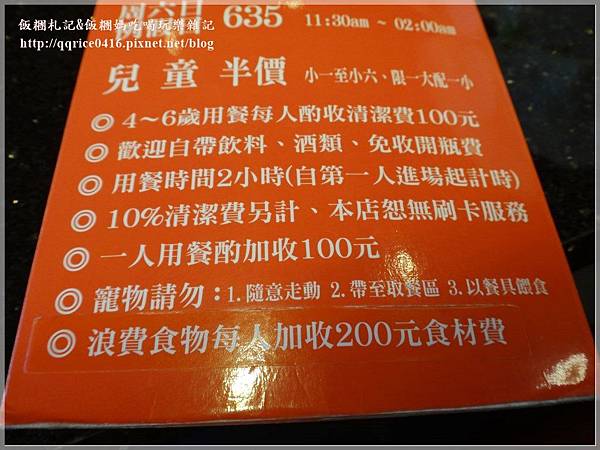 飯糰札記&飯糰媽吃喝玩樂雜記
http://qqrice0416.pixnet.net/blog
周六日 635 11:30am ~ 02:00am
兒童 半價 小一至小六、限一大配一小
◎ 4～6歲用餐每人酌收清潔費100元
◎ 歡迎自帶飲料、酒類、免收開瓶費
◎ 用餐時間2小時(自第一人進場起計時)
◎ 10%清潔費另計、本店恕無刷卡服務
◎ 一人用餐酌加收100元
◎ 寵物請勿：1.隨意走動 2.帶至取餐區 3.以餐具餵食
◎ 浪費食物每人加收200元食材費